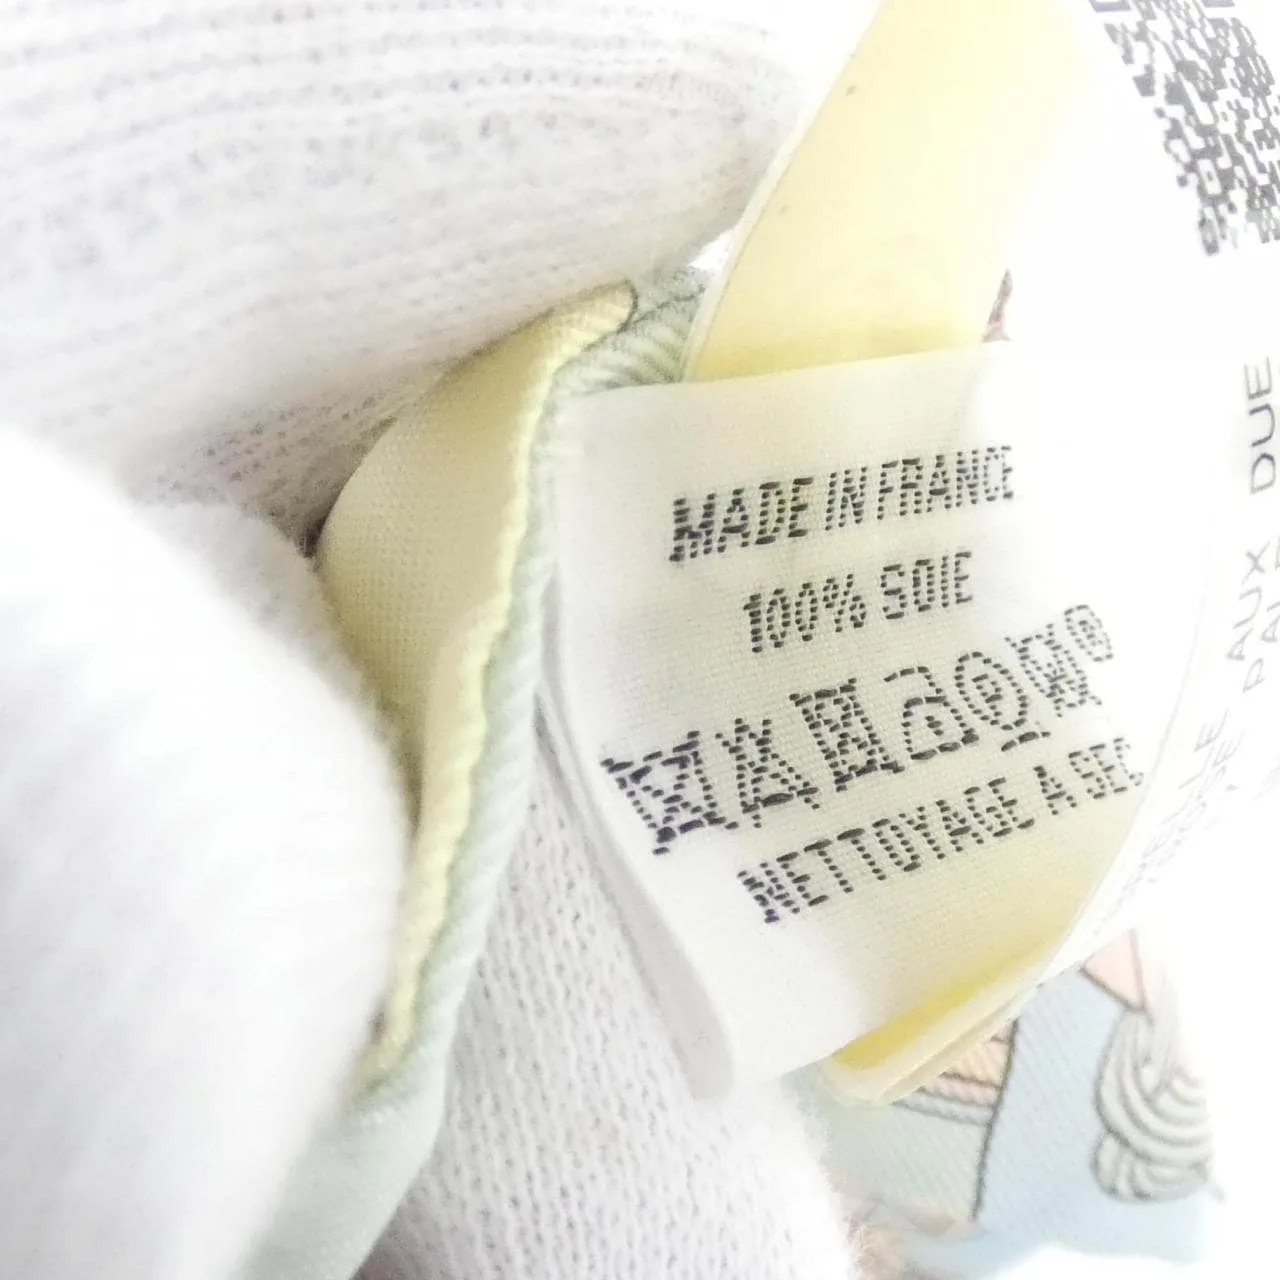 MADE IN FRANCE
100% SOIE
NETTOYAGE A SEC
AUX DUE